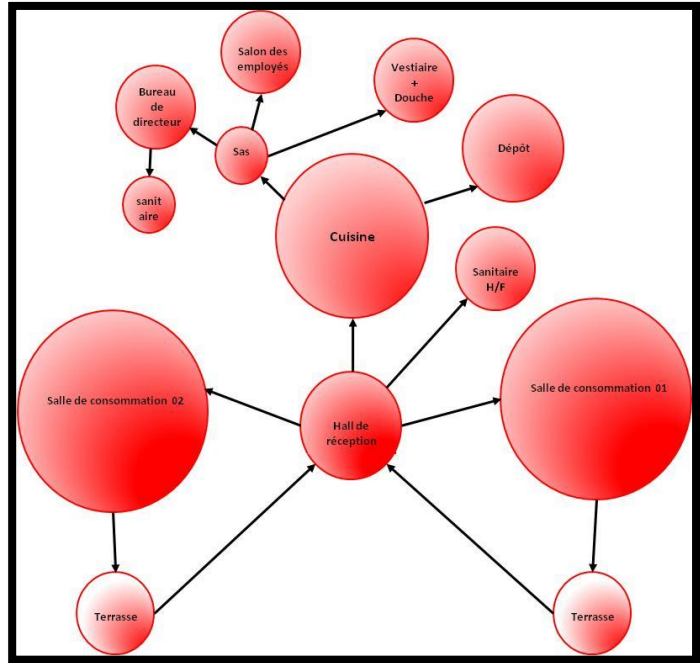 Salon des
employés
Vestiaire
+
Douche
Bureau
de
directeur
Sas
Dépôt
sanit
aire
Cuisine
Sanitaire
H/F
Salle de consommation 02
Salle de consommation 01
Hall de
réception
Terrasse
Terrasse